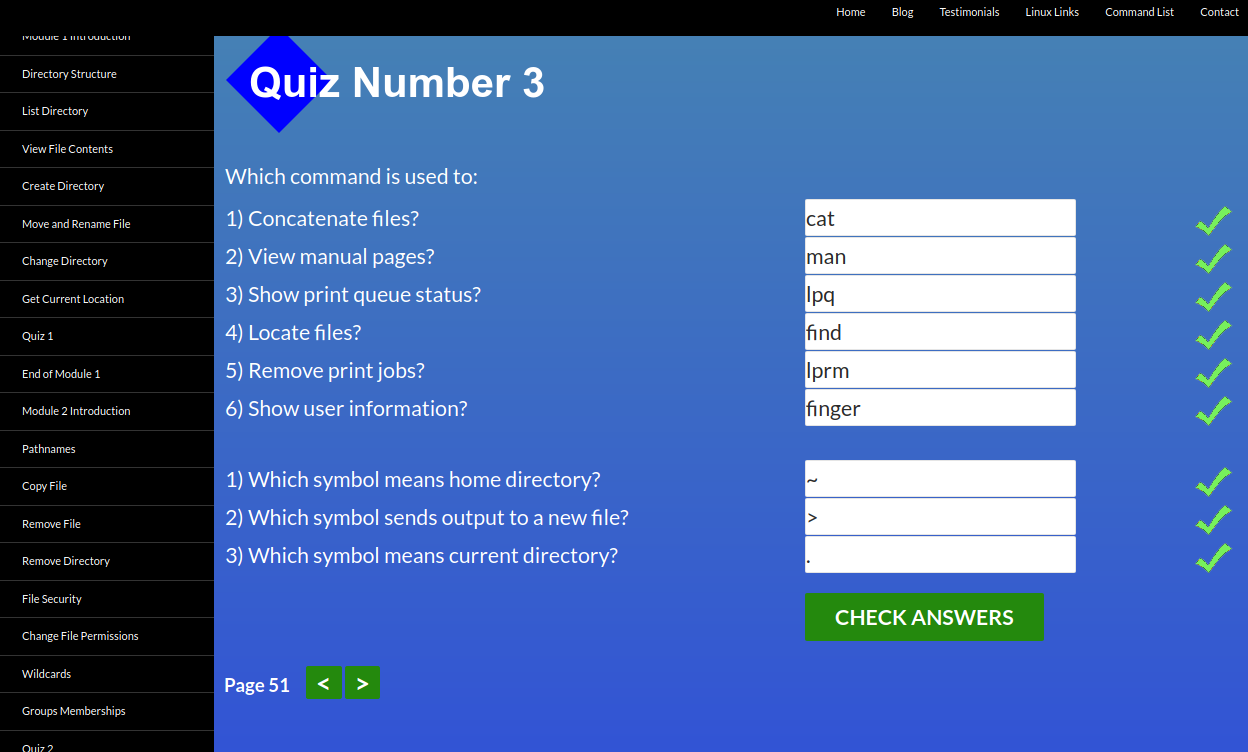 Home Blog Testimonials Linux Links Command List Contact
Module 1 Introduction
Directory Structure
List Directory
View File Contents
Create Directory
Move and Rename File
Change Directory
Get Current Location
Quiz 1
End of Module 1
Module 2 Introduction
Pathnames
Copy File
Remove File
Remove Directory
File Security
Change File Permissions
Wildcards
Groups Memberships
Quiz 2
Quiz Number 3
Which command is used to:
1) Concatenate files? cat
2) View manual pages? man
3) Show print queue status? lpq
4) Locate files? find
5) Remove print jobs? lprm
6) Show user information? finger
1) Which symbol means home directory? ~
2) Which symbol sends output to a new file? >
3) Which symbol means current directory? .
CHECK ANSWERS
Page 51 < >